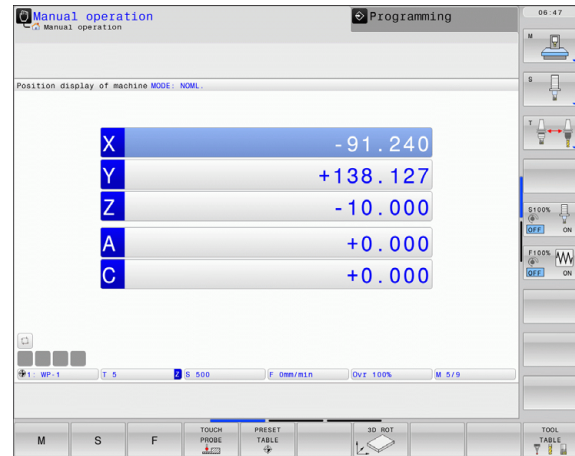 Manual operation
Programming
06:47
Manual operation
M
Position display of machine MODE: NOML.
S
T
X -91.240
Y +138.127
Z -10.000
A +0.000
C +0.000
S100%
OFF ON
F100%
OFF ON
1: WP-1 T 5 Z S 500 F 0mm/min Ovr 100% M 5/9
M S F TOUCH PROBE PRESET TABLE 3D ROT TOOL TABLE